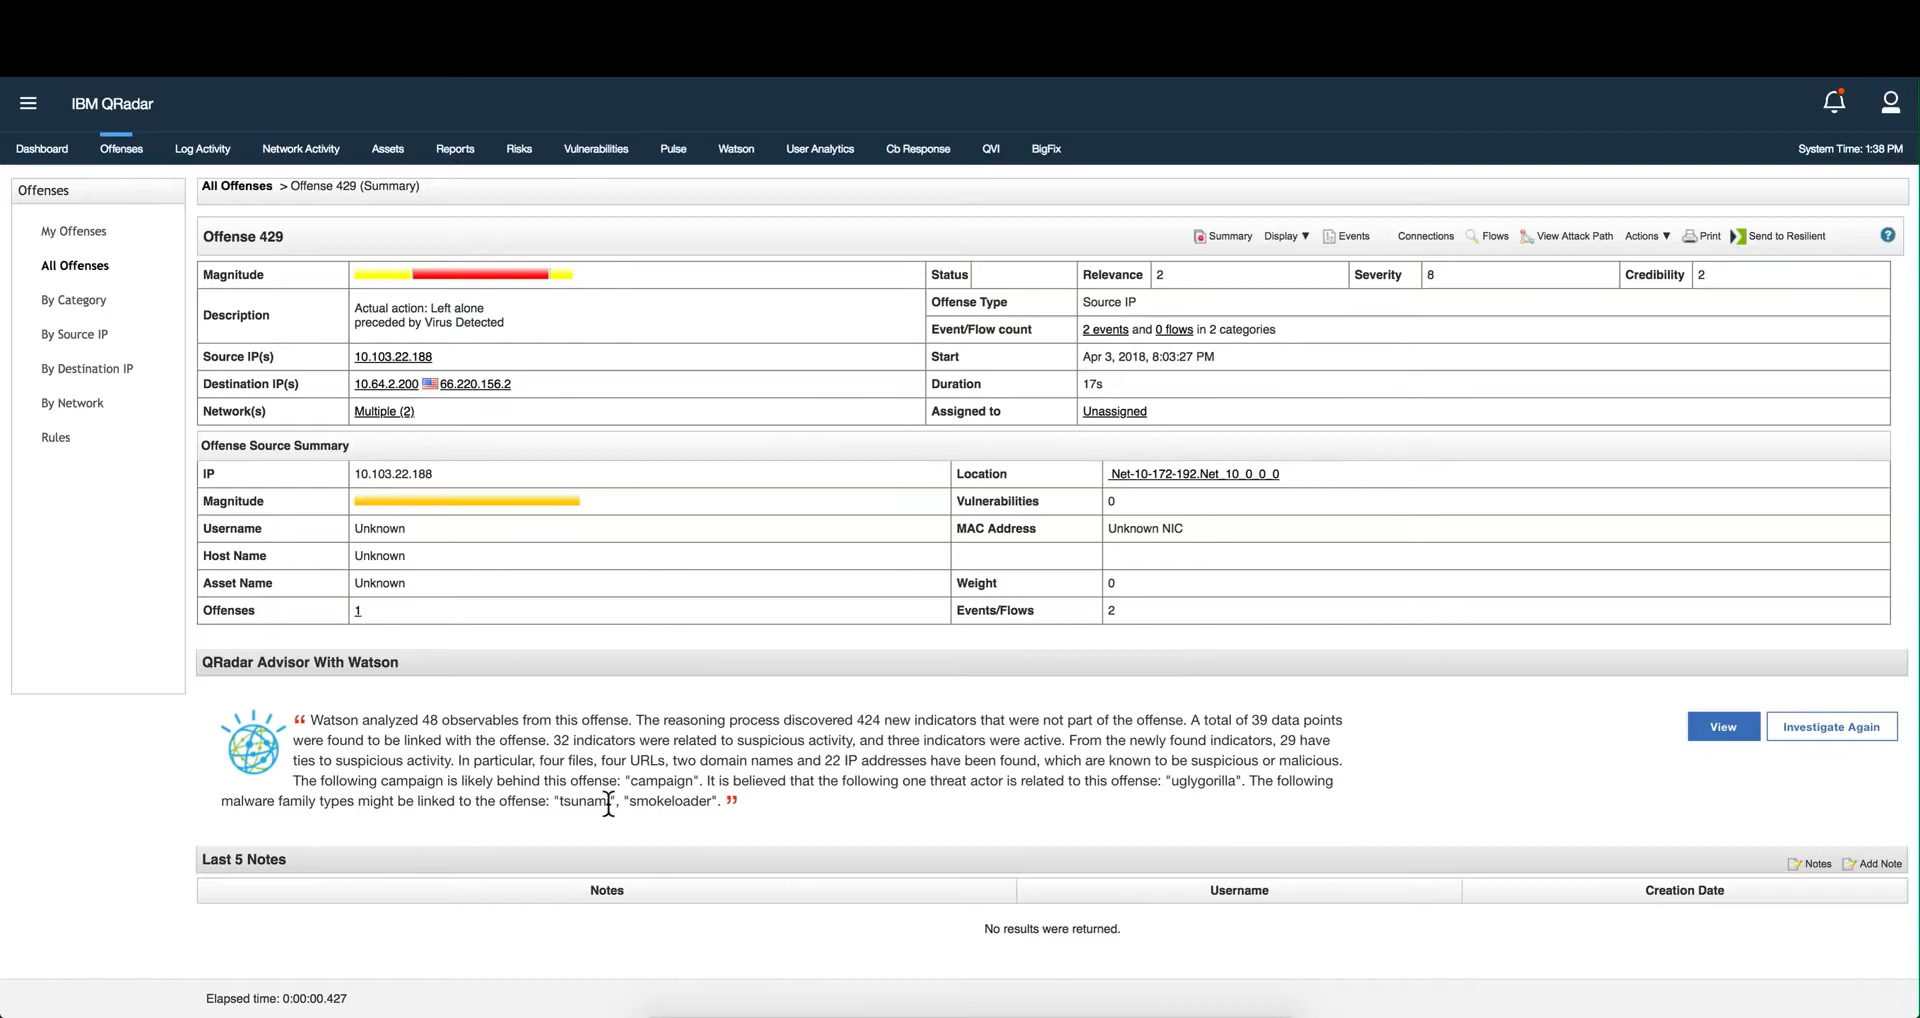 IBM QRadar
Dashboard Offenses Log Activity Network Activity Assets Reports Risks Vulnerabilities Pulse Watson User Analytics Cb Response QVI BigFix System Time: 1:38 PM
Offenses
My Offenses
All Offenses
By Category
By Source IP
By Destination IP
By Network
Rules
All Offenses > Offense 429 (Summary)
Offense 429 Summary Display ▼ Events Connections Flows View Attack Path Actions ▼ Print Send to Resilient ?
Magnitude Status Relevance 2 Severity 8 Credibility 2
Description Actual action: Left alone
preceded by Virus Detected
Offense Type Source IP
Event/Flow count 2 events and 0 flows in 2 categories
Source IP(s) 10.103.22.188 Start Apr 3, 2018, 8:03:27 PM
Destination IP(s) 10.64.2.200 66.220.156.2 Duration 17s
Network(s) Multiple (2) Assigned to Unassigned
Offense Source Summary
IP 10.103.22.188 Location Net-10-172-192.Net_10_0_0_0
Magnitude Vulnerabilities 0
Username Unknown MAC Address Unknown NIC
Host Name Unknown
Asset Name Unknown Weight 0
Offenses 1 Events/Flows 2
QRadar Advisor With Watson
“ Watson analyzed 48 observables from this offense. The reasoning process discovered 424 new indicators that were not part of the offense. A total of 39 data points
were found to be linked with the offense. 32 indicators were related to suspicious activity, and three indicators were active. From the newly found indicators, 29 have
ties to suspicious activity. In particular, four files, four URLs, two domain names and 22 IP addresses have been found, which are known to be suspicious or malicious.
The following campaign is likely behind this offense: "campaign". It is believed that the following one threat actor is related to this offense: "uglygorilla". The following
malware family types might be linked to the offense: "tsunami", "smokeloader". ”
View Investigate Again
Last 5 Notes Notes Add Note
Notes Username Creation Date
No results were returned.
Elapsed time: 0:00:00.427